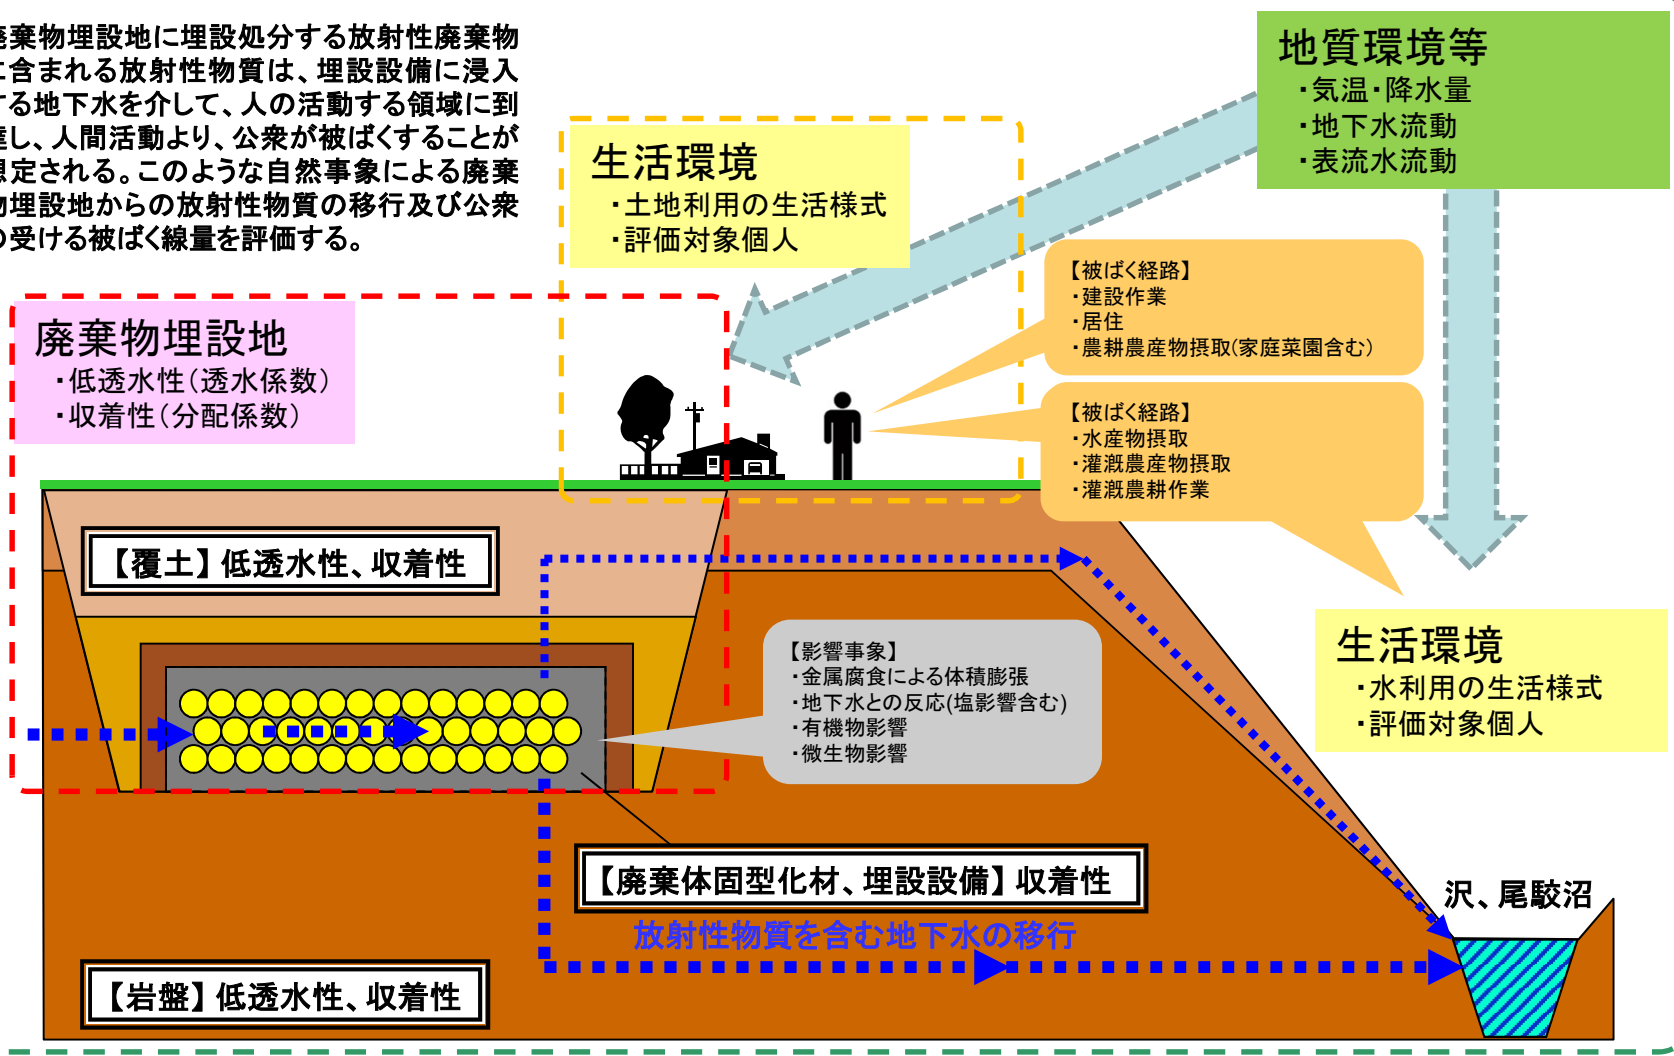 廃棄物埋設地に埋設処分する放射性廃棄物
に含まれる放射性物質は、埋設設備に浸入
する地下水を介して、人の活動する領域に到
達し、人間活動より、公衆が被ばくすることが
想定される。このような自然事象による廃棄
物埋設地からの放射性物質の移行及び公衆
の受ける被ばく線量を評価する。
地質環境等
・気温・降水量
・地下水流動
・表流水流動
生活環境
・土地利用の生活様式
・評価対象個人
【被ばく経路】
・建設作業
・居住
・農耕農産物摂取(家庭菜園含む)
廃棄物埋設地
・低透水性(透水係数)
・収着性(分配係数)
【被ばく経路】
・水産物摂取
・灌漑農産物摂取
・灌漑農耕作業
【覆土】低透水性、収着性
【影響事象】
・金属腐食による体積膨張
・地下水との反応(塩影響含む)
・有機物影響
・微生物影響
生活環境
・水利用の生活様式
・評価対象個人
【廃棄体固型化材、埋設設備】収着性
沢、尾駮沼
放射性物質を含む地下水の移行
【岩盤】低透水性、収着性